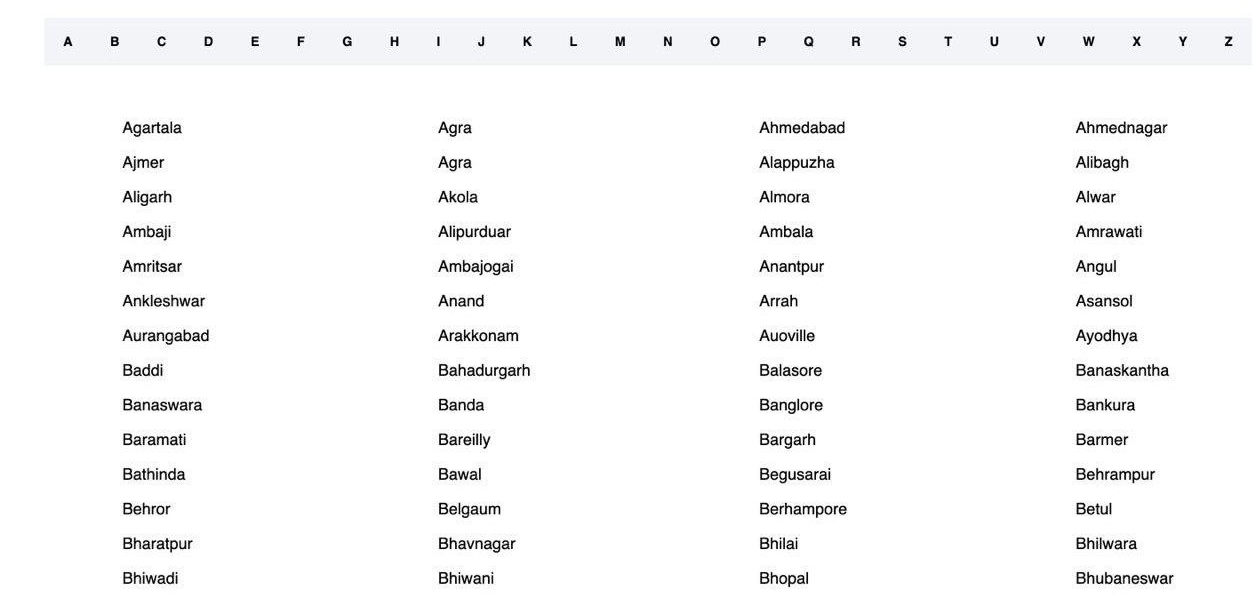 A B C D E F G H I J K L M N O P Q R S T U V W X Y Z
Agartala Agra Ahmedabad Ahmednagar
Ajmer Agra Alappuzha Alibagh
Aligarh Akola Almora Alwar
Ambaji Alipurduar Ambala Amrawati
Amritsar Ambajogai Anantpur Angul
Ankleshwar Anand Arrah Asansol
Aurangabad Arakkonam Auoville Ayodhya
Baddi Bahadurgarh Balasore Banaskantha
Banaswara Banda Banglore Bankura
Baramati Bareilly Bargarh Barmer
Bathinda Bawal Begusarai Behrampur
Behror Belgaum Berhampore Betul
Bharatpur Bhavnagar Bhilai Bhilwara
Bhiwadi Bhiwani Bhopal Bhubaneswar